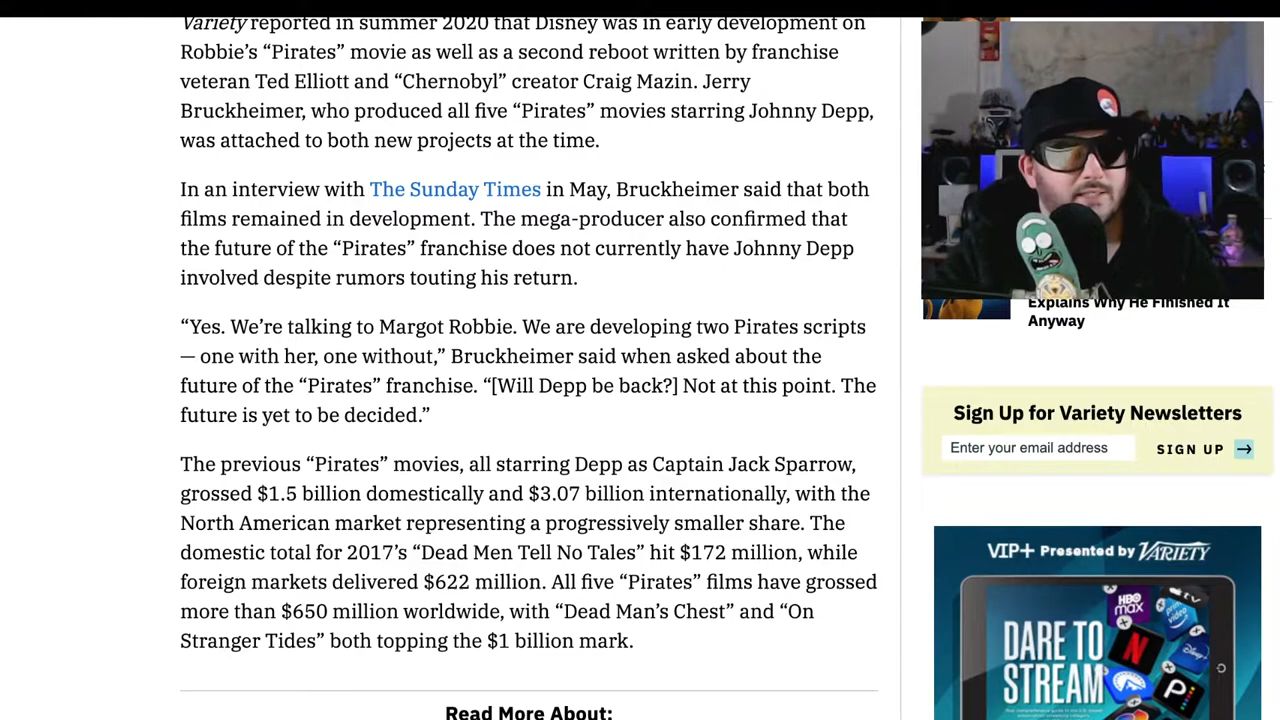 Variety reported in summer 2020 that Disney was in early development on
Robbie’s “Pirates” movie as well as a second reboot written by franchise
veteran Ted Elliott and “Chernobyl” creator Craig Mazin. Jerry
Bruckheimer, who produced all five “Pirates” movies starring Johnny Depp,
was attached to both new projects at the time.
In an interview with The Sunday Times in May, Bruckheimer said that both
films remained in development. The mega-producer also confirmed that
the future of the “Pirates” franchise does not currently have Johnny Depp
involved despite rumors touting his return.
“Yes. We’re talking to Margot Robbie. We are developing two Pirates scripts
— one with her, one without,” Bruckheimer said when asked about the
future of the “Pirates” franchise. “[Will Depp be back?] Not at this point. The
future is yet to be decided.”
The previous “Pirates” movies, all starring Depp as Captain Jack Sparrow,
grossed $1.5 billion domestically and $3.07 billion internationally, with the
North American market representing a progressively smaller share. The
domestic total for 2017’s “Dead Men Tell No Tales” hit $172 million, while
foreign markets delivered $622 million. All five “Pirates” films have grossed
more than $650 million worldwide, with “Dead Man’s Chest” and “On
Stranger Tides” both topping the $1 billion mark.
Read More About:
Explains Why He Finished It
Anyway
Sign Up for Variety Newsletters
Enter your email address
SIGN UP →
VIP+ Presented by VARIETY
DARE TO
STREAM
HBO
max
prime
video
N
Disney+
P